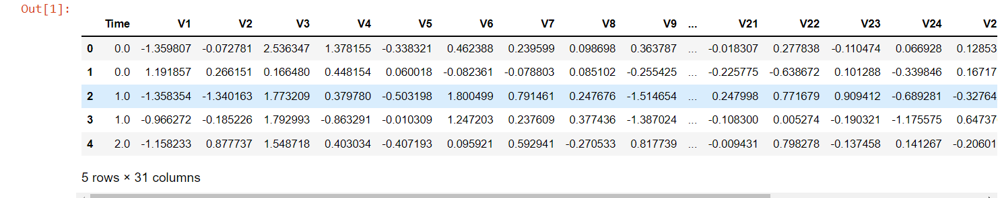 Out[1]:
Time V1 V2 V3 V4 V5 V6 V7 V8 V9 ... V21 V22 V23 V24 V2
0 0.0 -1.359807 -0.072781 2.536347 1.378155 -0.338321 0.462388 0.239599 0.098698 0.363787 ... -0.018307 0.277838 -0.110474 0.066928 0.12853
1 0.0 1.191857 0.266151 0.166480 0.448154 0.060018 -0.082361 -0.078803 0.085102 -0.255425 ... -0.225775 -0.638672 0.101288 -0.339846 0.16717
2 1.0 -1.358354 -1.340163 1.773209 0.379780 -0.503198 1.800499 0.791461 0.247676 -1.514654 ... 0.247998 0.771679 0.909412 -0.689281 -0.32764
3 1.0 -0.966272 -0.185226 1.792993 -0.863291 -0.010309 1.247203 0.237609 0.377436 -1.387024 ... -0.108300 0.005274 -0.190321 -1.175575 0.64737
4 2.0 -1.158233 0.877737 1.548718 0.403034 -0.407193 0.095921 0.592941 -0.270533 0.817739 ... -0.009431 0.798278 -0.137458 0.141267 -0.20601
5 rows × 31 columns